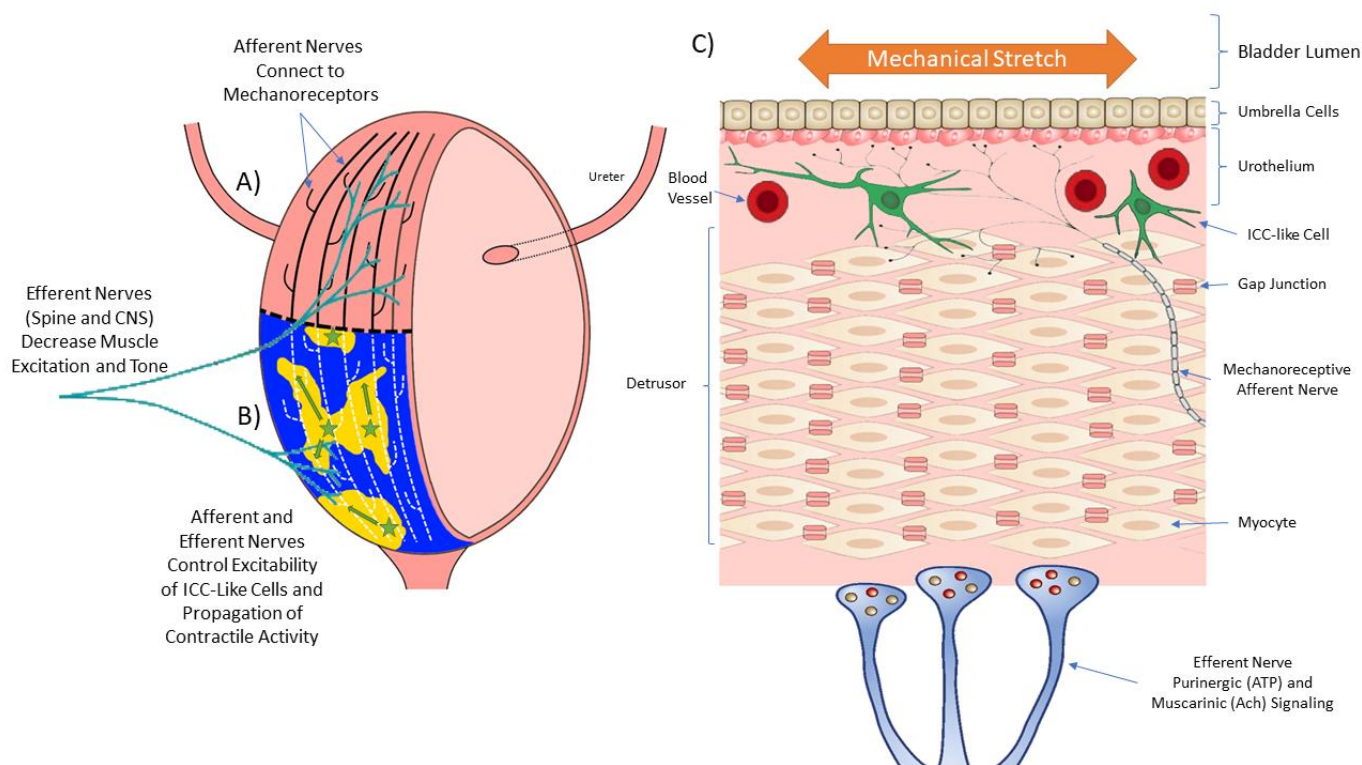 Afferent Nerves
Connect to
Mechanoreceptors
A)
Ureter
Efferent Nerves
(Spine and CNS)
Decrease Muscle
Excitation and Tone
B)
Afferent and
Efferent Nerves
Control Excitability
of ICC-Like Cells and
Propagation of
Contractile Activity
C)
Mechanical Stretch
Bladder Lumen
Umbrella Cells
Urothelium
Blood
Vessel
ICC-like Cell
Gap Junction
Detrusor
Mechanoreceptive
Afferent Nerve
Myocyte
Efferent Nerve
Purinergic (ATP) and
Muscarinic (Ach) Signaling